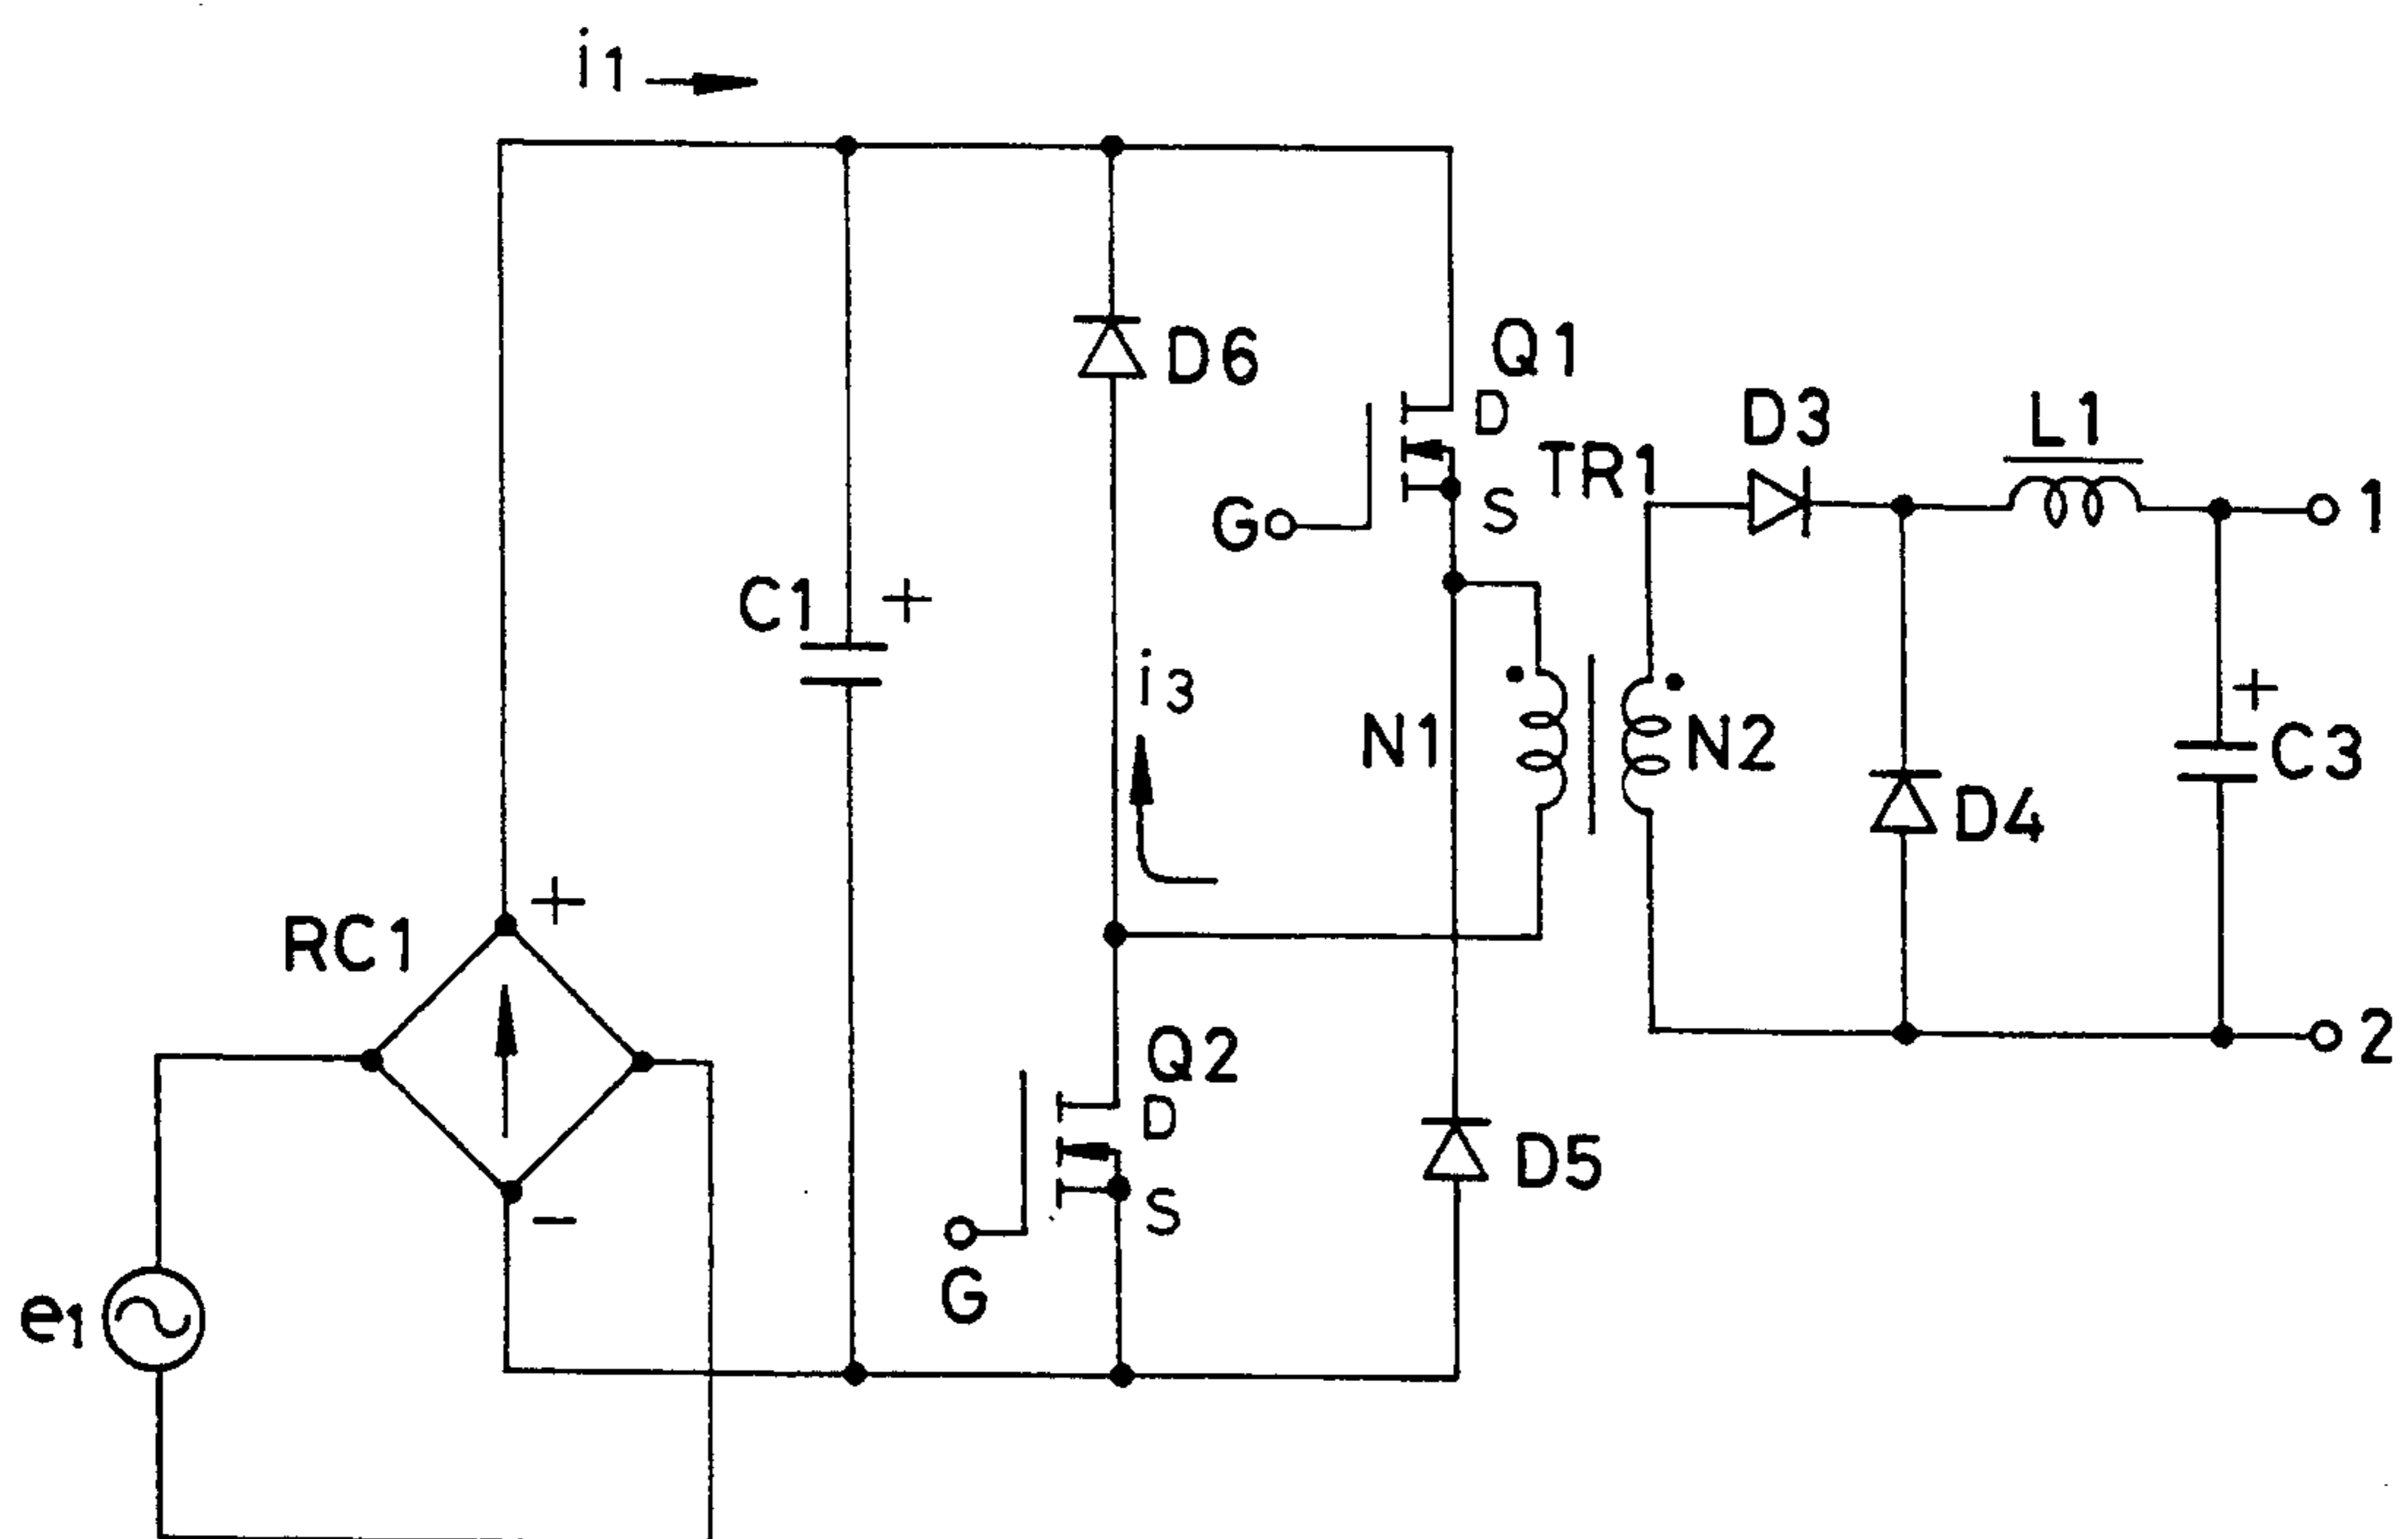 i1
D6
Q1
D
S
G
TR1
D3
L1
1
C1 +
i3
N1
N2
+
C3
D4
RC1
+
-
Q2
D
S
G
D5
2
e1